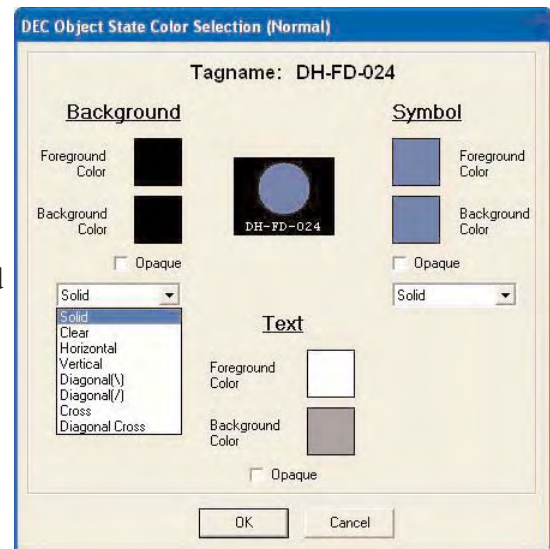 DEC Object State Color Selection (Normal)
Tagname: DH-FD-024
Background
Symbol
Foreground
Color
Foreground
Color
DH-FD-024
Background
Color
Background
Color
Opaque
Opaque
Solid
Solid
Solid
Clear
Horizontal
Vertical
Diagonal(\)
Diagonal(/)
Cross
Diagonal Cross
Text
Foreground
Color
Background
Color
Opaque
OK
Cancel